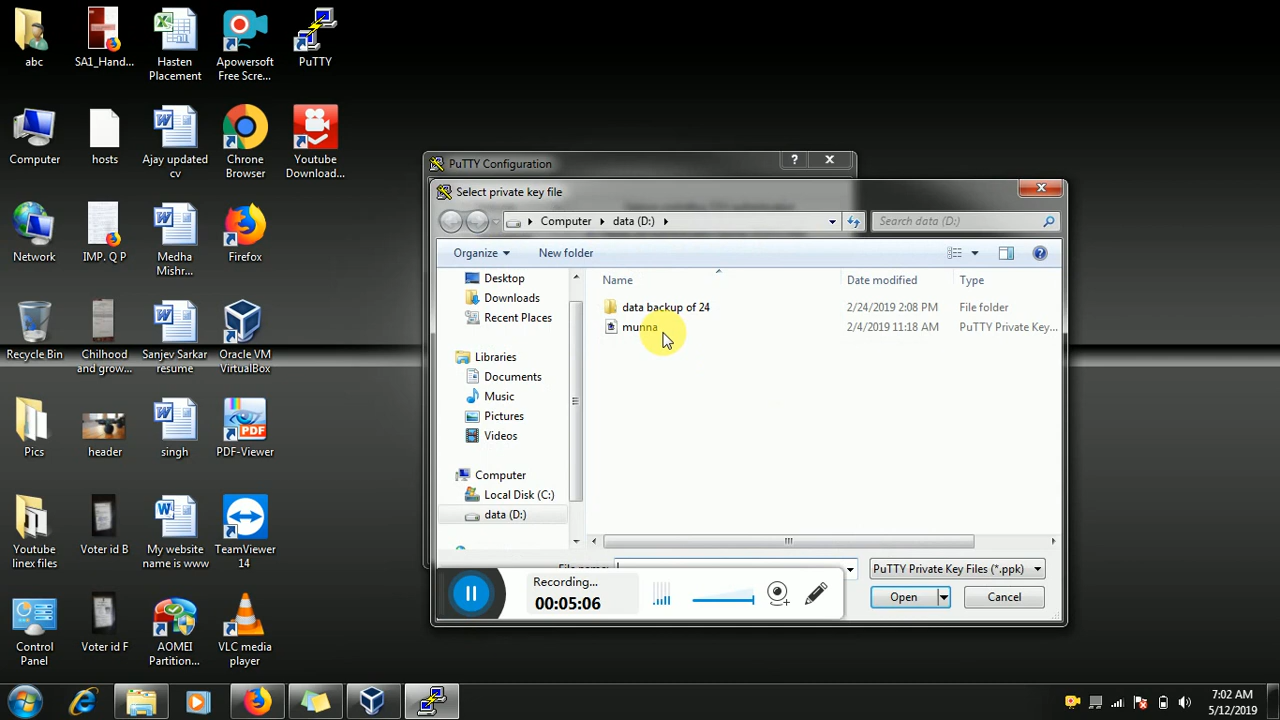 abc
SA1_Hand...
Hasten
Placement
Apowersoft
Free Scre...
PuTTY
Computer
hosts
Ajay updated
cv
Chrome
Browser
Youtube
Download...
Network
IMP. Q P
Medha
Mishr...
Firefox
Recycle Bin
Chilhood
and grow...
Sanjev Sarkar
resume
Oracle VM
VirtualBox
Pics
header
singh
PDF
PDF-Viewer
Youtube
linex files
Voter id B
My website
name is www
TeamViewer
14
Control
Panel
Voter id F
AOMEI
Partition...
VLC media
player
PuTTY Configuration
?
Select private key file
Computer
data (D:)
Search data (D:)
Organize
New folder
Desktop
Downloads
Recent Places
Libraries
Documents
Music
Pictures
Videos
Computer
Local Disk (C:)
data (D:)
Name
Date modified
Type
data backup of 24
2/24/2019 2:08 PM
File folder
munna
2/4/2019 11:18 AM
PuTTY Private Key...
File name:
PuTTY Private Key Files (*.ppk)
Open
Cancel
Recording...
00:05:06
7:02 AM
5/12/2019